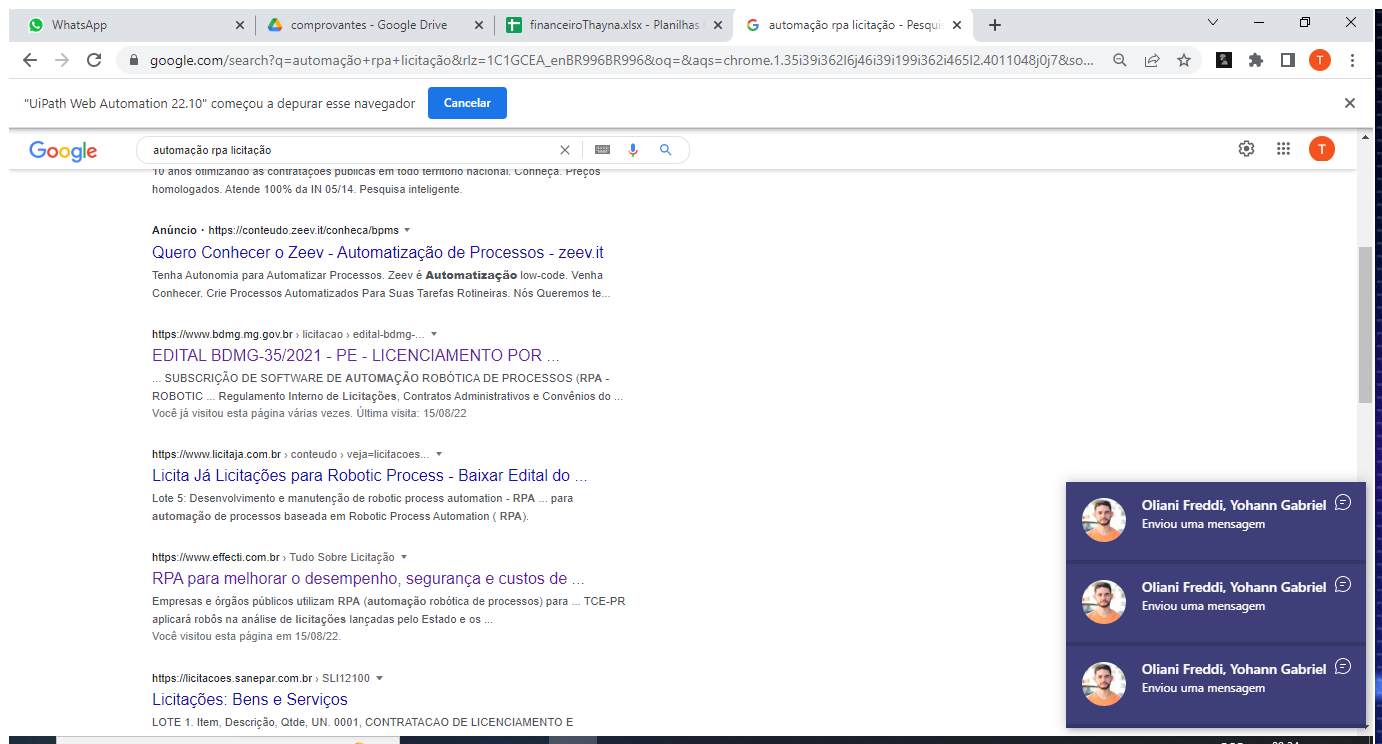 WhatsApp
comprovantes - Google Drive
financeiroThayna.xlsx - Planilhas
automação rpa licitação - Pesquis
google.com/search?q=automação+rpa+licitação&rlz=1C1GCEA_enBR996BR996&oq=&aqs=chrome.1.35i39i362l6j46i39i199i362i465l2.4011048j0j7&so...
T
"UiPath Web Automation 22.10" começou a depurar esse navegador
Cancelar
Google
automação rpa licitação
T
10 anos otimizando as contratações públicas em todo território nacional. Conheça. Preços
homologados. Atende 100% da IN 05/14. Pesquisa inteligente.
Anúncio · https://conteudo.zeev.it/conheca/bpms
Quero Conhecer o Zeev - Automatização de Processos - zeev.it
Tenha Autonomia para Automatizar Processos. Zeev é Automatização low-code. Venha
Conhecer. Crie Processos Automatizados Para Suas Tarefas Rotineiras. Nós Queremos te...
https://www.bdmg.mg.gov.br › licitacao › edital-bdmg-...
EDITAL BDMG-35/2021 - PE - LICENCIAMENTO POR ...
... SUBSCRIÇÃO DE SOFTWARE DE AUTOMAÇÃO ROBÓTICA DE PROCESSOS (RPA -
ROBOTIC ... Regulamento Interno de Licitações, Contratos Administrativos e Convênios do ...
Você já visitou esta página várias vezes. Última visita: 15/08/22
https://www.licitaja.com.br › conteudo › veja=licitacoes...
Licita Já Licitações para Robotic Process - Baixar Edital do ...
Lote 5: Desenvolvimento e manutenção de robotic process automation - RPA ... para
automação de processos baseada em Robotic Process Automation ( RPA).
https://www.effecti.com.br › Tudo Sobre Licitação
RPA para melhorar o desempenho, segurança e custos de ...
Empresas e órgãos públicos utilizam RPA (automação robótica de processos) para ... TCE-PR
aplicará robôs na análise de licitações lançadas pelo Estado e os ...
Você visitou esta página em 15/08/22.
https://licitacoes.sanepar.com.br › SLI12100
Licitações: Bens e Serviços
LOTE 1. Item, Descrição, Qtde, UN. 0001, CONTRATACAO DE LICENCIAMENTO E
Oliani Freddi, Yohann Gabriel
Enviou uma mensagem
Oliani Freddi, Yohann Gabriel
Enviou uma mensagem
Oliani Freddi, Yohann Gabriel
Enviou uma mensagem